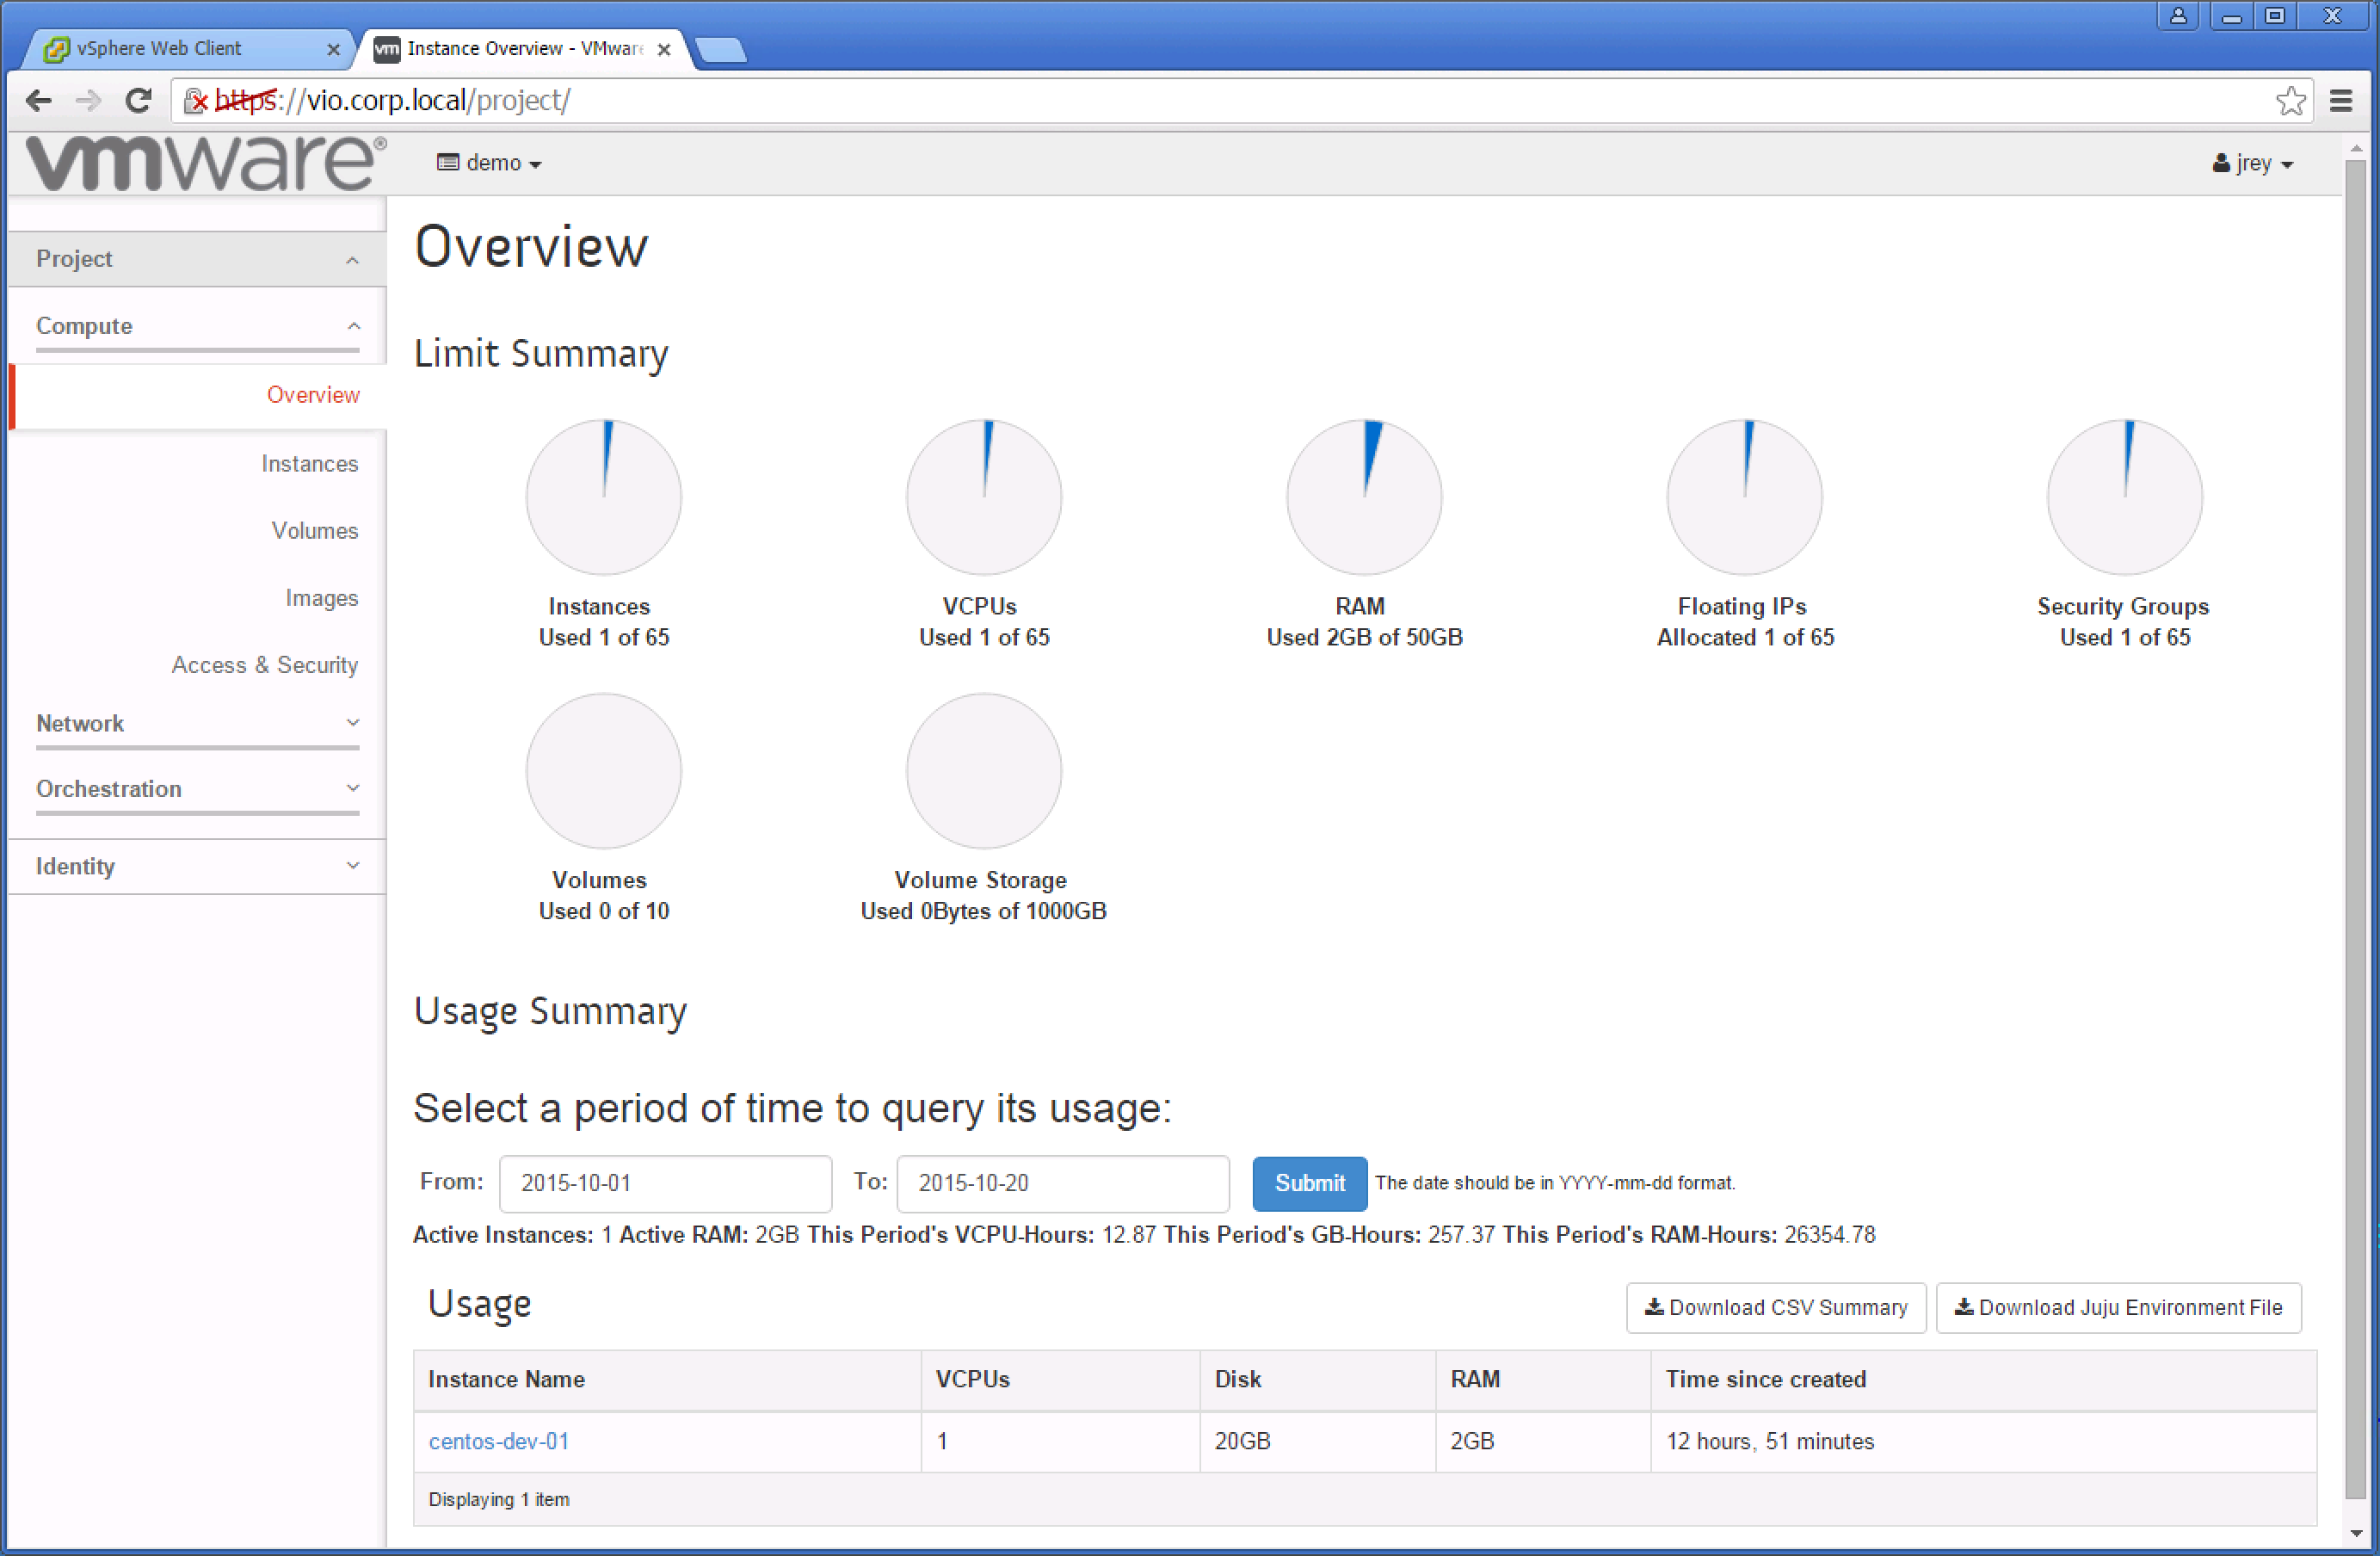 vSphere Web Client
vm Instance Overview - VMware
https://vio.corp.local/project/
vmware®
demo
jrey
Project
Compute
Overview
Instances
Volumes
Images
Access & Security
Network
Orchestration
Identity
Overview
Limit Summary
Instances
Used 1 of 65
VCPUs
Used 1 of 65
RAM
Used 2GB of 50GB
Floating IPs
Allocated 1 of 65
Security Groups
Used 1 of 65
Volumes
Used 0 of 10
Volume Storage
Used 0Bytes of 1000GB
Usage Summary
Select a period of time to query its usage:
From: 2015-10-01 To: 2015-10-20 Submit The date should be in YYYY-mm-dd format.
Active Instances: 1 Active RAM: 2GB This Period's VCPU-Hours: 12.87 This Period's GB-Hours: 257.37 This Period's RAM-Hours: 26354.78
Usage
Download CSV Summary
Download Juju Environment File
Instance Name VCPUs Disk RAM Time since created
centos-dev-01 1 20GB 2GB 12 hours, 51 minutes
Displaying 1 item